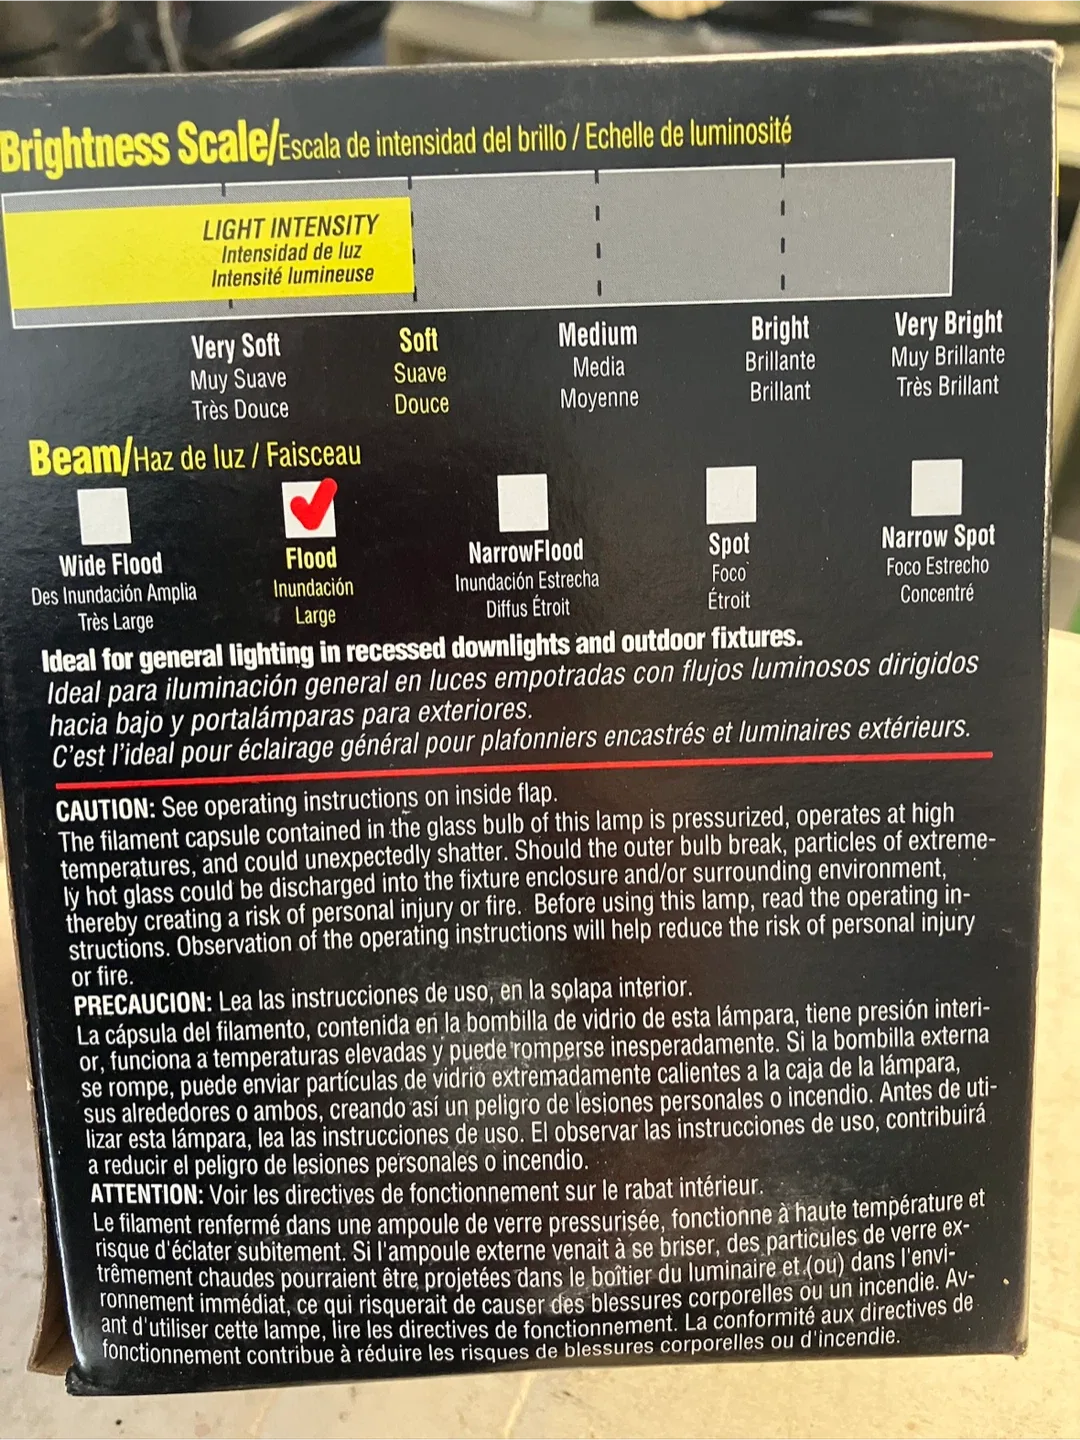 Brightness Scale/Escala de intensidad del brillo / Echelle de luminosité
LIGHT INTENSITY
Intensidad de luz
Intensité lumineuse
Very Soft
Muy Suave
Très Douce
Soft
Suave
Douce
Medium
Media
Moyenne
Bright
Brillante
Brillant
Very Bright
Muy Brillante
Très Brillant
Beam/Haz de luz / Faisceau
Wide Flood
Des Inundación Amplia
Très Large
Flood
Inundación
Large
NarrowFlood
Inundación Estrecha
Diffus Étroit
Spot
Foco
Étroit
Narrow Spot
Foco Estrecho
Concentré
Ideal for general lighting in recessed downlights and outdoor fixtures.
Ideal para iluminación general en luces empotradas con flujos luminosos dirigidos
hacia bajo y portalámparas para exteriores.
C'est l'ideal pour éclairage général pour plafonniers encastrés et luminaires extérieurs.
CAUTION: See operating instructions on inside flap.
The filament capsule contained in the glass bulb of this lamp is pressurized, operates at high
temperatures, and could unexpectedly shatter. Should the outer bulb break, particles of extreme-
ly hot glass could be discharged into the fixture enclosure and/or surrounding environment,
thereby creating a risk of personal injury or fire. Before using this lamp, read the operating in-
structions. Observation of the operating instructions will help reduce the risk of personal injury
or fire.
PRECAUCION: Lea las instrucciones de uso, en la solapa interior.
La cápsula del filamento, contenida en la bombilla de vidrio de esta lámpara, tiene presión interi-
or, funciona a temperaturas elevadas y puede romperse inesperadamente. Si la bombilla externa
se rompe, puede enviar partículas de vidrio extremadamente calientes a la caja de la lámpara,
sus alrededores o ambos, creando así un peligro de lesiones personales o incendio. Antes de uti-
lizar esta lámpara, lea las instrucciones de uso. El observar las instrucciones de uso, contribuirá
a reducir el peligro de lesiones personales o incendio.
ATTENTION: Voir les directives de fonctionnement sur le rabat intérieur.
Le filament renfermé dans une ampoule de verre pressurisée, fonctionne à haute température et
risque d'éclater subitement. Si l'ampoule externe venait à se briser, des particules de verre ex-
trêmement chaudes pourraient être projetées dans le boîtier du luminaire et (ou) dans l'envi-
ronnement immédiat, ce qui risquerait de causer des blessures corporelles ou un incendie. Av-
ant d'utiliser cette lampe, lire les directives de fonctionnement. La conformité aux directives de
fonctionnement contribue à réduire les risques de blessures corporelles ou d'incendie.